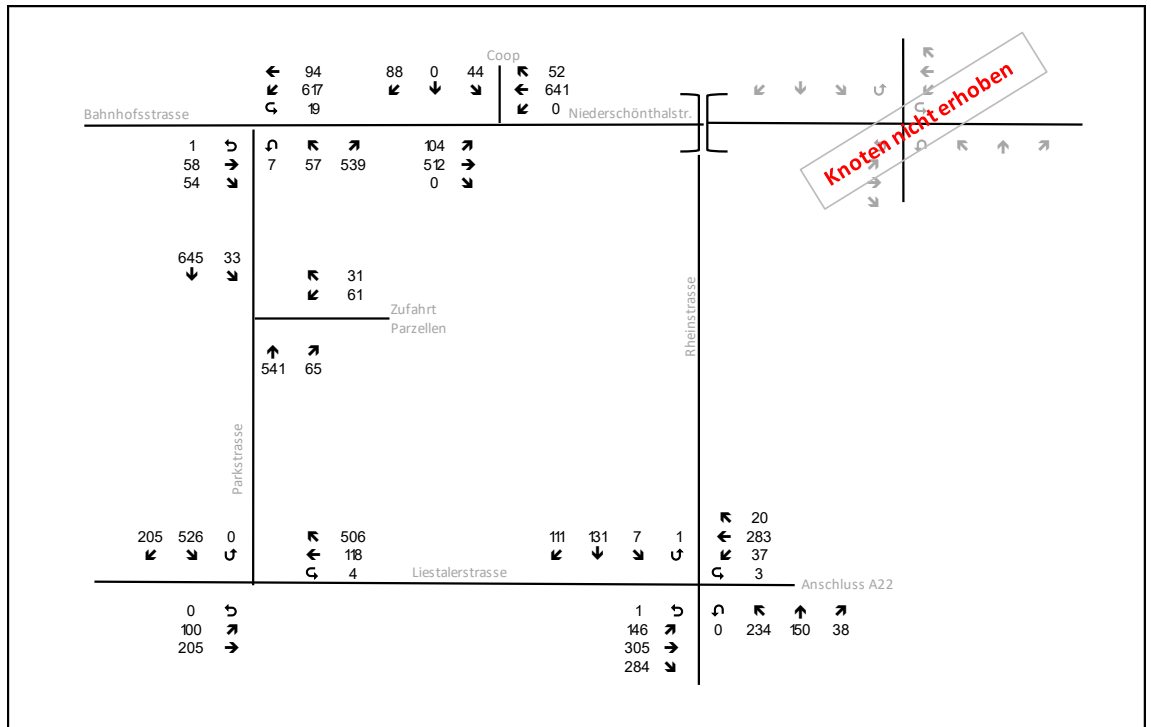 Coop
94 88 0 44 52
617 641
19 0
Bahnhofsstrasse Niederschönthalstr.
Knoten nicht erhoben
1 104
58 7 57 539 512
54 0
645 33
31
61
Zufahrt
Parzellen
541 65
Rheinstrasse
Parkstrasse
20
205 526 0 506 111 131 7 1 283
118 37
4 3
Liestalerstrasse Anschluss A22
0 1
100 146 0 234 150 38
205 305
284